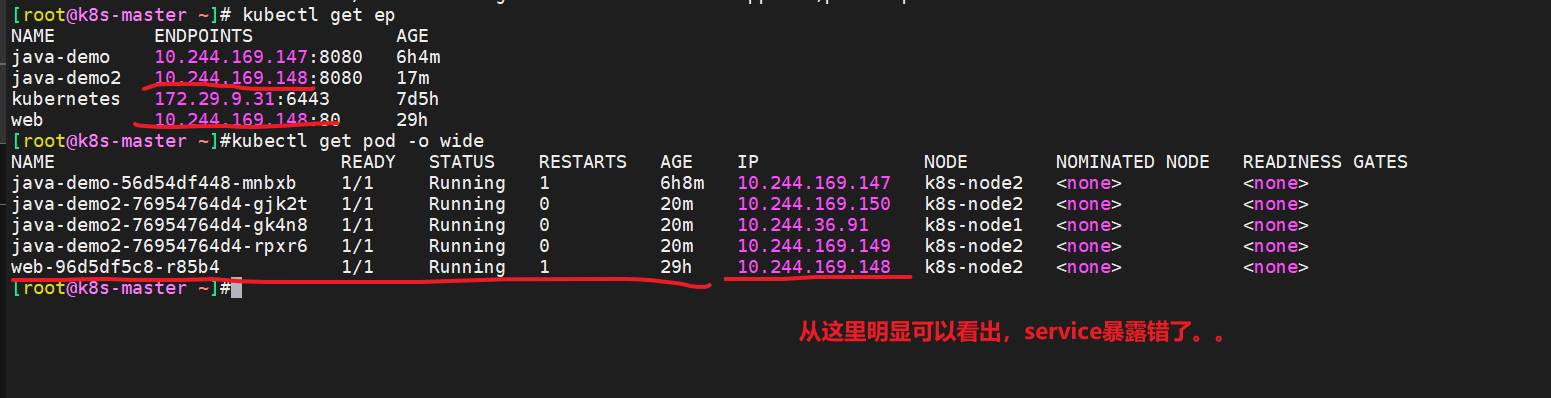 [root@k8s-master ~]# kubectl get ep
NAME ENDPOINTS AGE
java-demo 10.244.169.147:8080 6h4m
java-demo2 10.244.169.148:8080 17m
kubernetes 172.29.9.31:6443 7d5h
web 10.244.169.148:80 29h
[root@k8s-master ~]#kubectl get pod -o wide
NAME READY STATUS RESTARTS AGE IP NODE NOMINATED NODE READINESS GATES
java-demo-56d54df448-mnbxb 1/1 Running 1 6h8m 10.244.169.147 k8s-node2 <none> <none>
java-demo2-76954764d4-gjk2t 1/1 Running 0 20m 10.244.169.150 k8s-node2 <none> <none>
java-demo2-76954764d4-gk4n8 1/1 Running 0 20m 10.244.36.91 k8s-node1 <none> <none>
java-demo2-76954764d4-rpxr6 1/1 Running 0 20m 10.244.169.149 k8s-node2 <none> <none>
web-96d5df5c8-r85b4 1/1 Running 1 29h 10.244.169.148 k8s-node2 <none> <none>
[root@k8s-master ~]#
从这里明显可以看出，service暴露错了。。